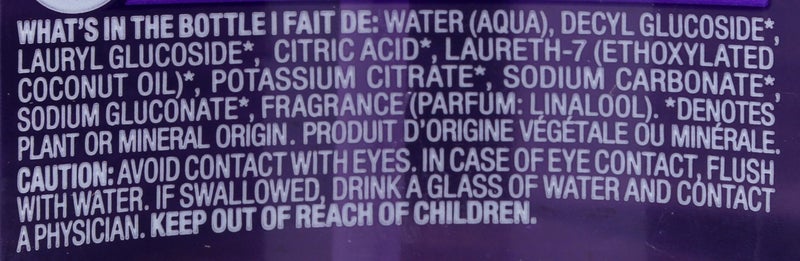 WHAT'S IN THE BOTTLE I FAIT DE: WATER (AQUA), DECYL GLUCOSIDE*,
LAURYL GLUCOSIDE*, CITRIC ACID*, LAURETH-7 (ETHOXYLATED
COCONUT OIL)*, POTASSIUM CITRATE*, SODIUM CARBONATE*,
SODIUM GLUCONATE*, FRAGRANCE (PARFUM: LINALOOL). *DENOTES
PLANT OR MINERAL ORIGIN. PRODUIT D'ORIGINE VÉGÉTALE OU MINÉRALE.
CAUTION: AVOID CONTACT WITH EYES. IN CASE OF EYE CONTACT, FLUSH
WITH WATER. IF SWALLOWED, DRINK A GLASS OF WATER AND CONTACT
A PHYSICIAN. KEEP OUT OF REACH OF CHILDREN.